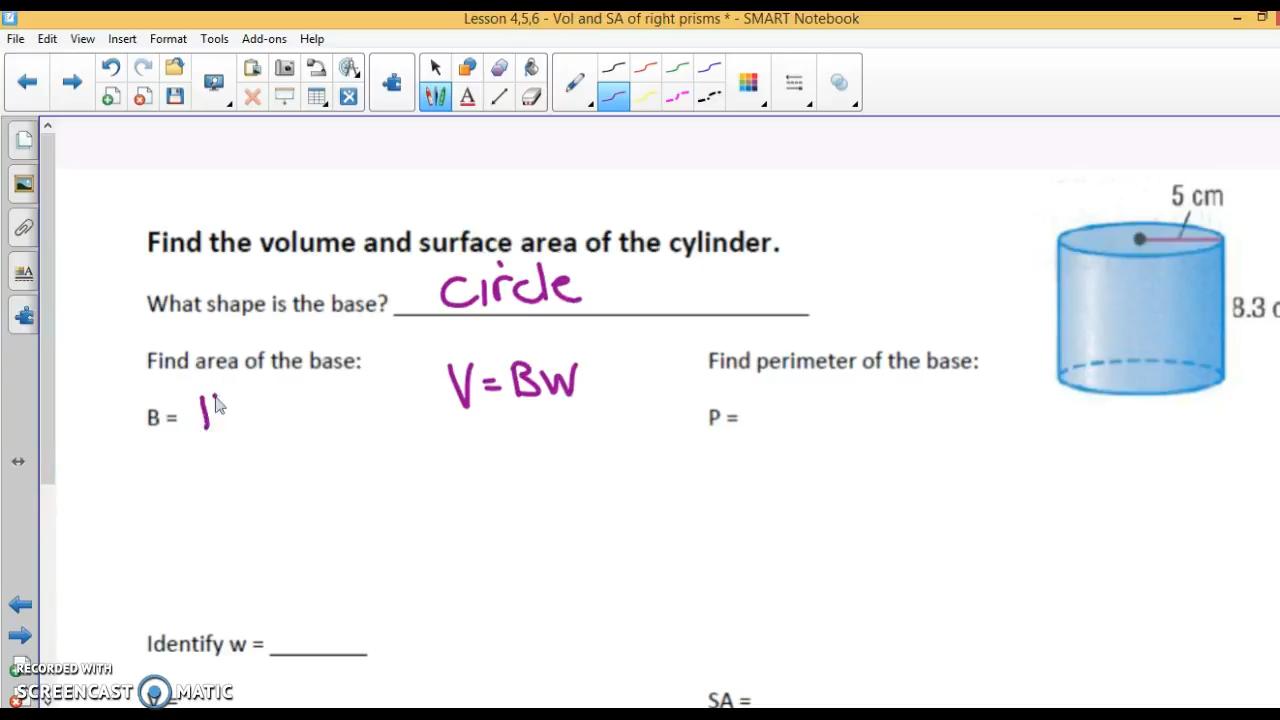 Lesson 4,5,6 - Vol and SA of right prisms * - SMART Notebook
File Edit View Insert Format Tools Add-ons Help
5 cm
Find the volume and surface area of the cylinder.
What shape is the base? circle
8.3 c
Find area of the base:
V = BW
Find perimeter of the base:
B =
P =
Identify w =
RECORDED WITH
SCREENCAST MATIC
SA =